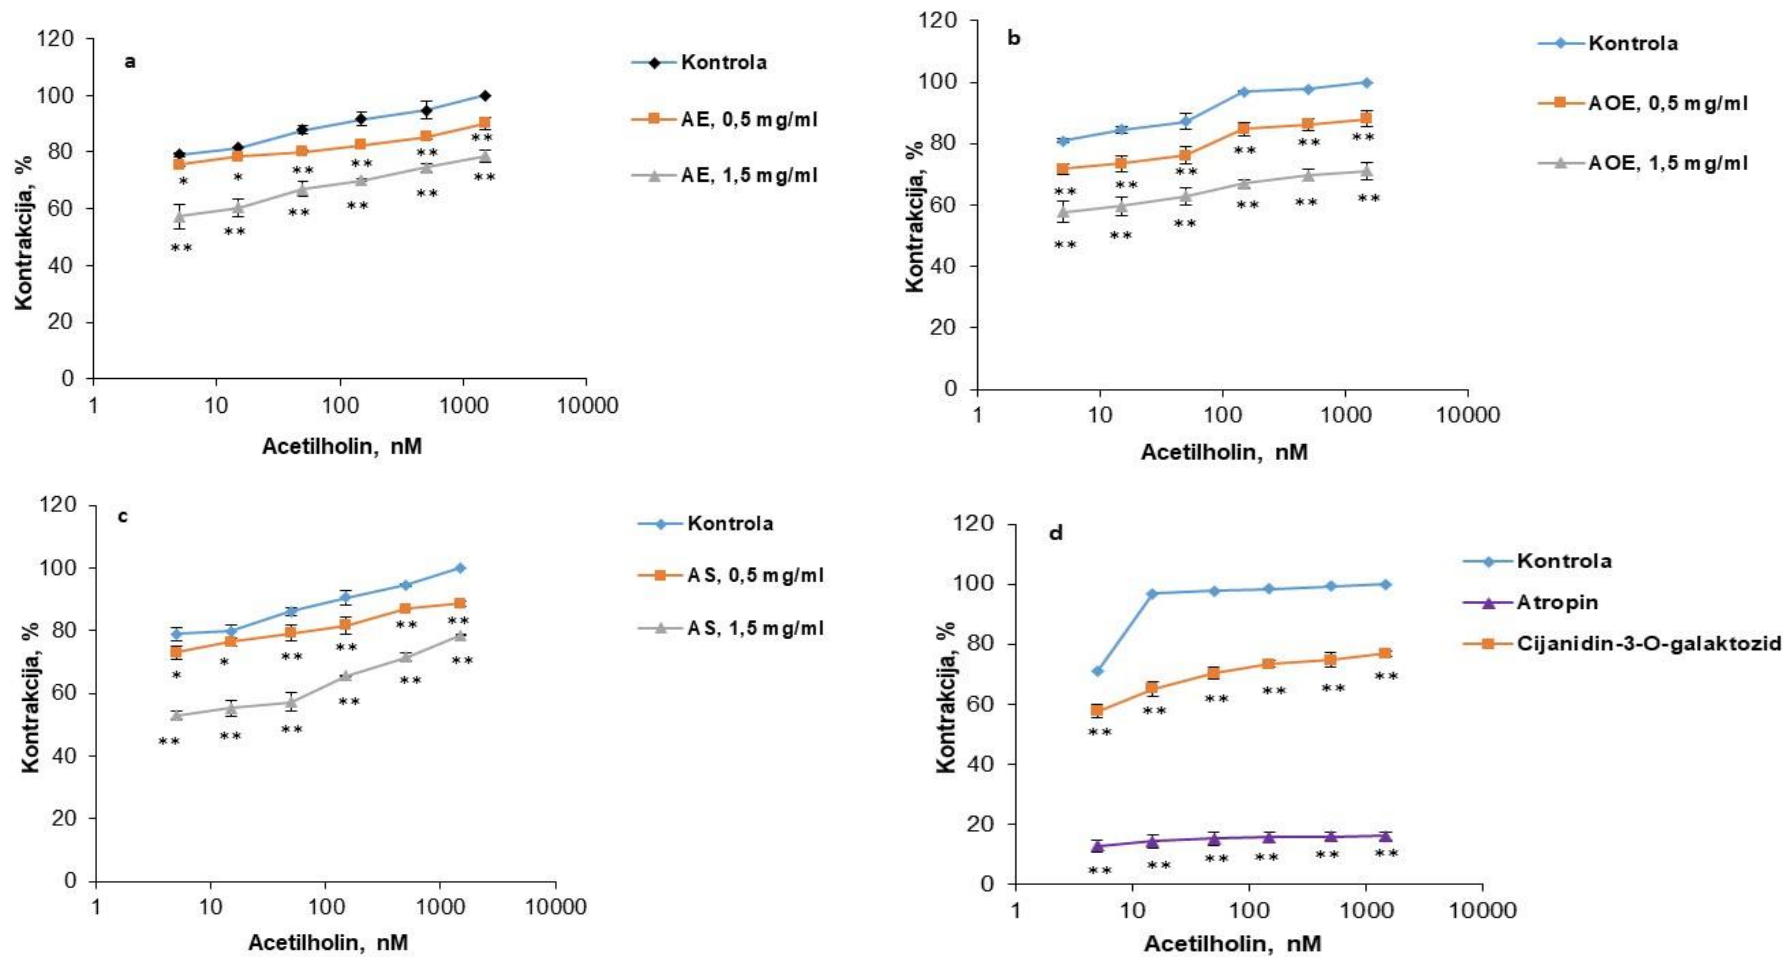 a
120
100
80
60
40
20
0
Kontrakcija, %
1 10 100 1000 10000
Acetilholin, nM
Kontrola
AE, 0,5 mg/ml
AE, 1,5 mg/ml
* * ** ** ** **
** ** ** ** ** **
b
120
100
80
60
40
20
0
Kontrakcija, %
1 10 100 1000 10000
Acetilholin, nM
Kontrola
AOE, 0,5 mg/ml
AOE, 1,5 mg/ml
** ** ** ** ** **
** ** ** ** ** **
c
120
100
80
60
40
20
0
Kontrakcija, %
1 10 100 1000 10000
Acetilholin, nM
Kontrola
AS, 0,5 mg/ml
AS, 1,5 mg/ml
* * ** ** ** **
** ** ** ** ** **
d
120
100
80
60
40
20
0
Kontrakcija, %
1 10 100 1000 10000
Acetilholin, nM
Kontrola
Atropin
Cijanidin-3-O-galaktozid
** ** ** ** ** **
** ** ** ** ** **